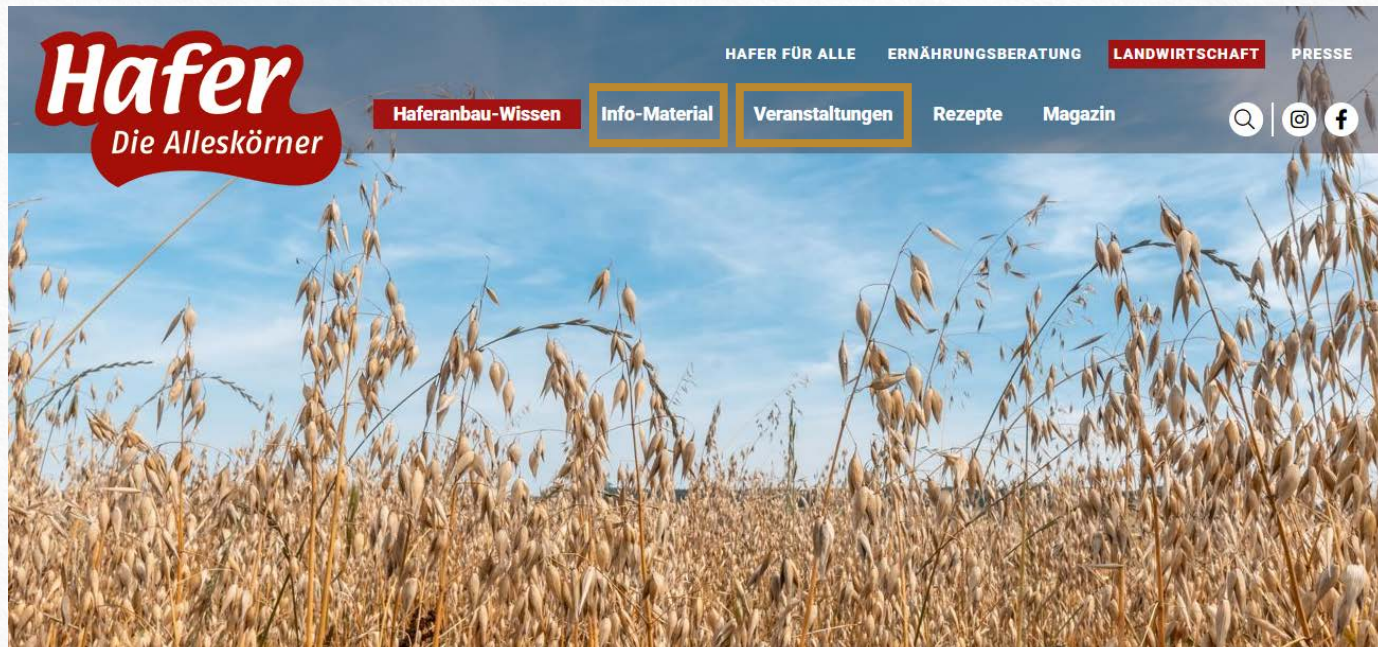 Hafer
Die Alleskörner
HAFER FÜR ALLE ERNÄHRUNGSBERATUNG LANDWIRTSCHAFT PRESSE
Haferanbau-Wissen Info-Material Veranstaltungen Rezepte Magazin